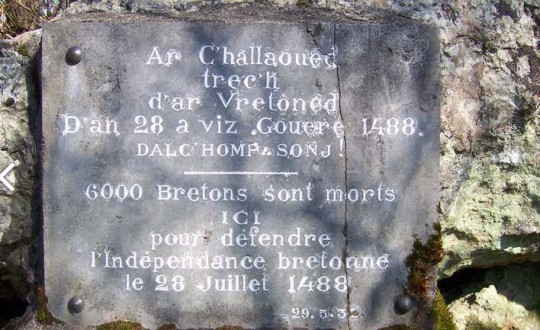 Ar C'hallaoued
trec'h
d'ar Vretoned
D'an 28 a viz Gouere 1488.
DALC'HOMP SONJ!
6000 Bretons sont morts
ICI
pour défendre
l'Indépendance bretonne
le 28 Juillet 1488
29.5.32